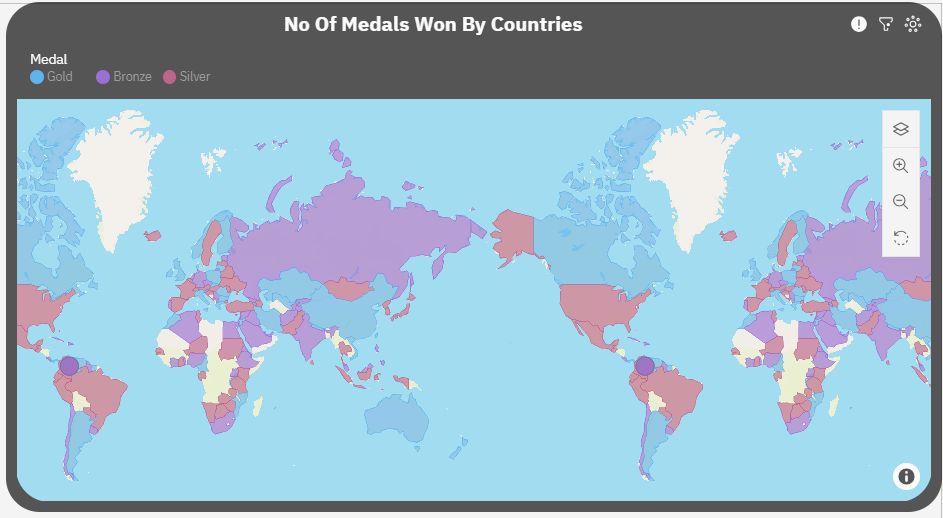 No Of Medals Won By Countries
Medal
Gold Bronze Silver